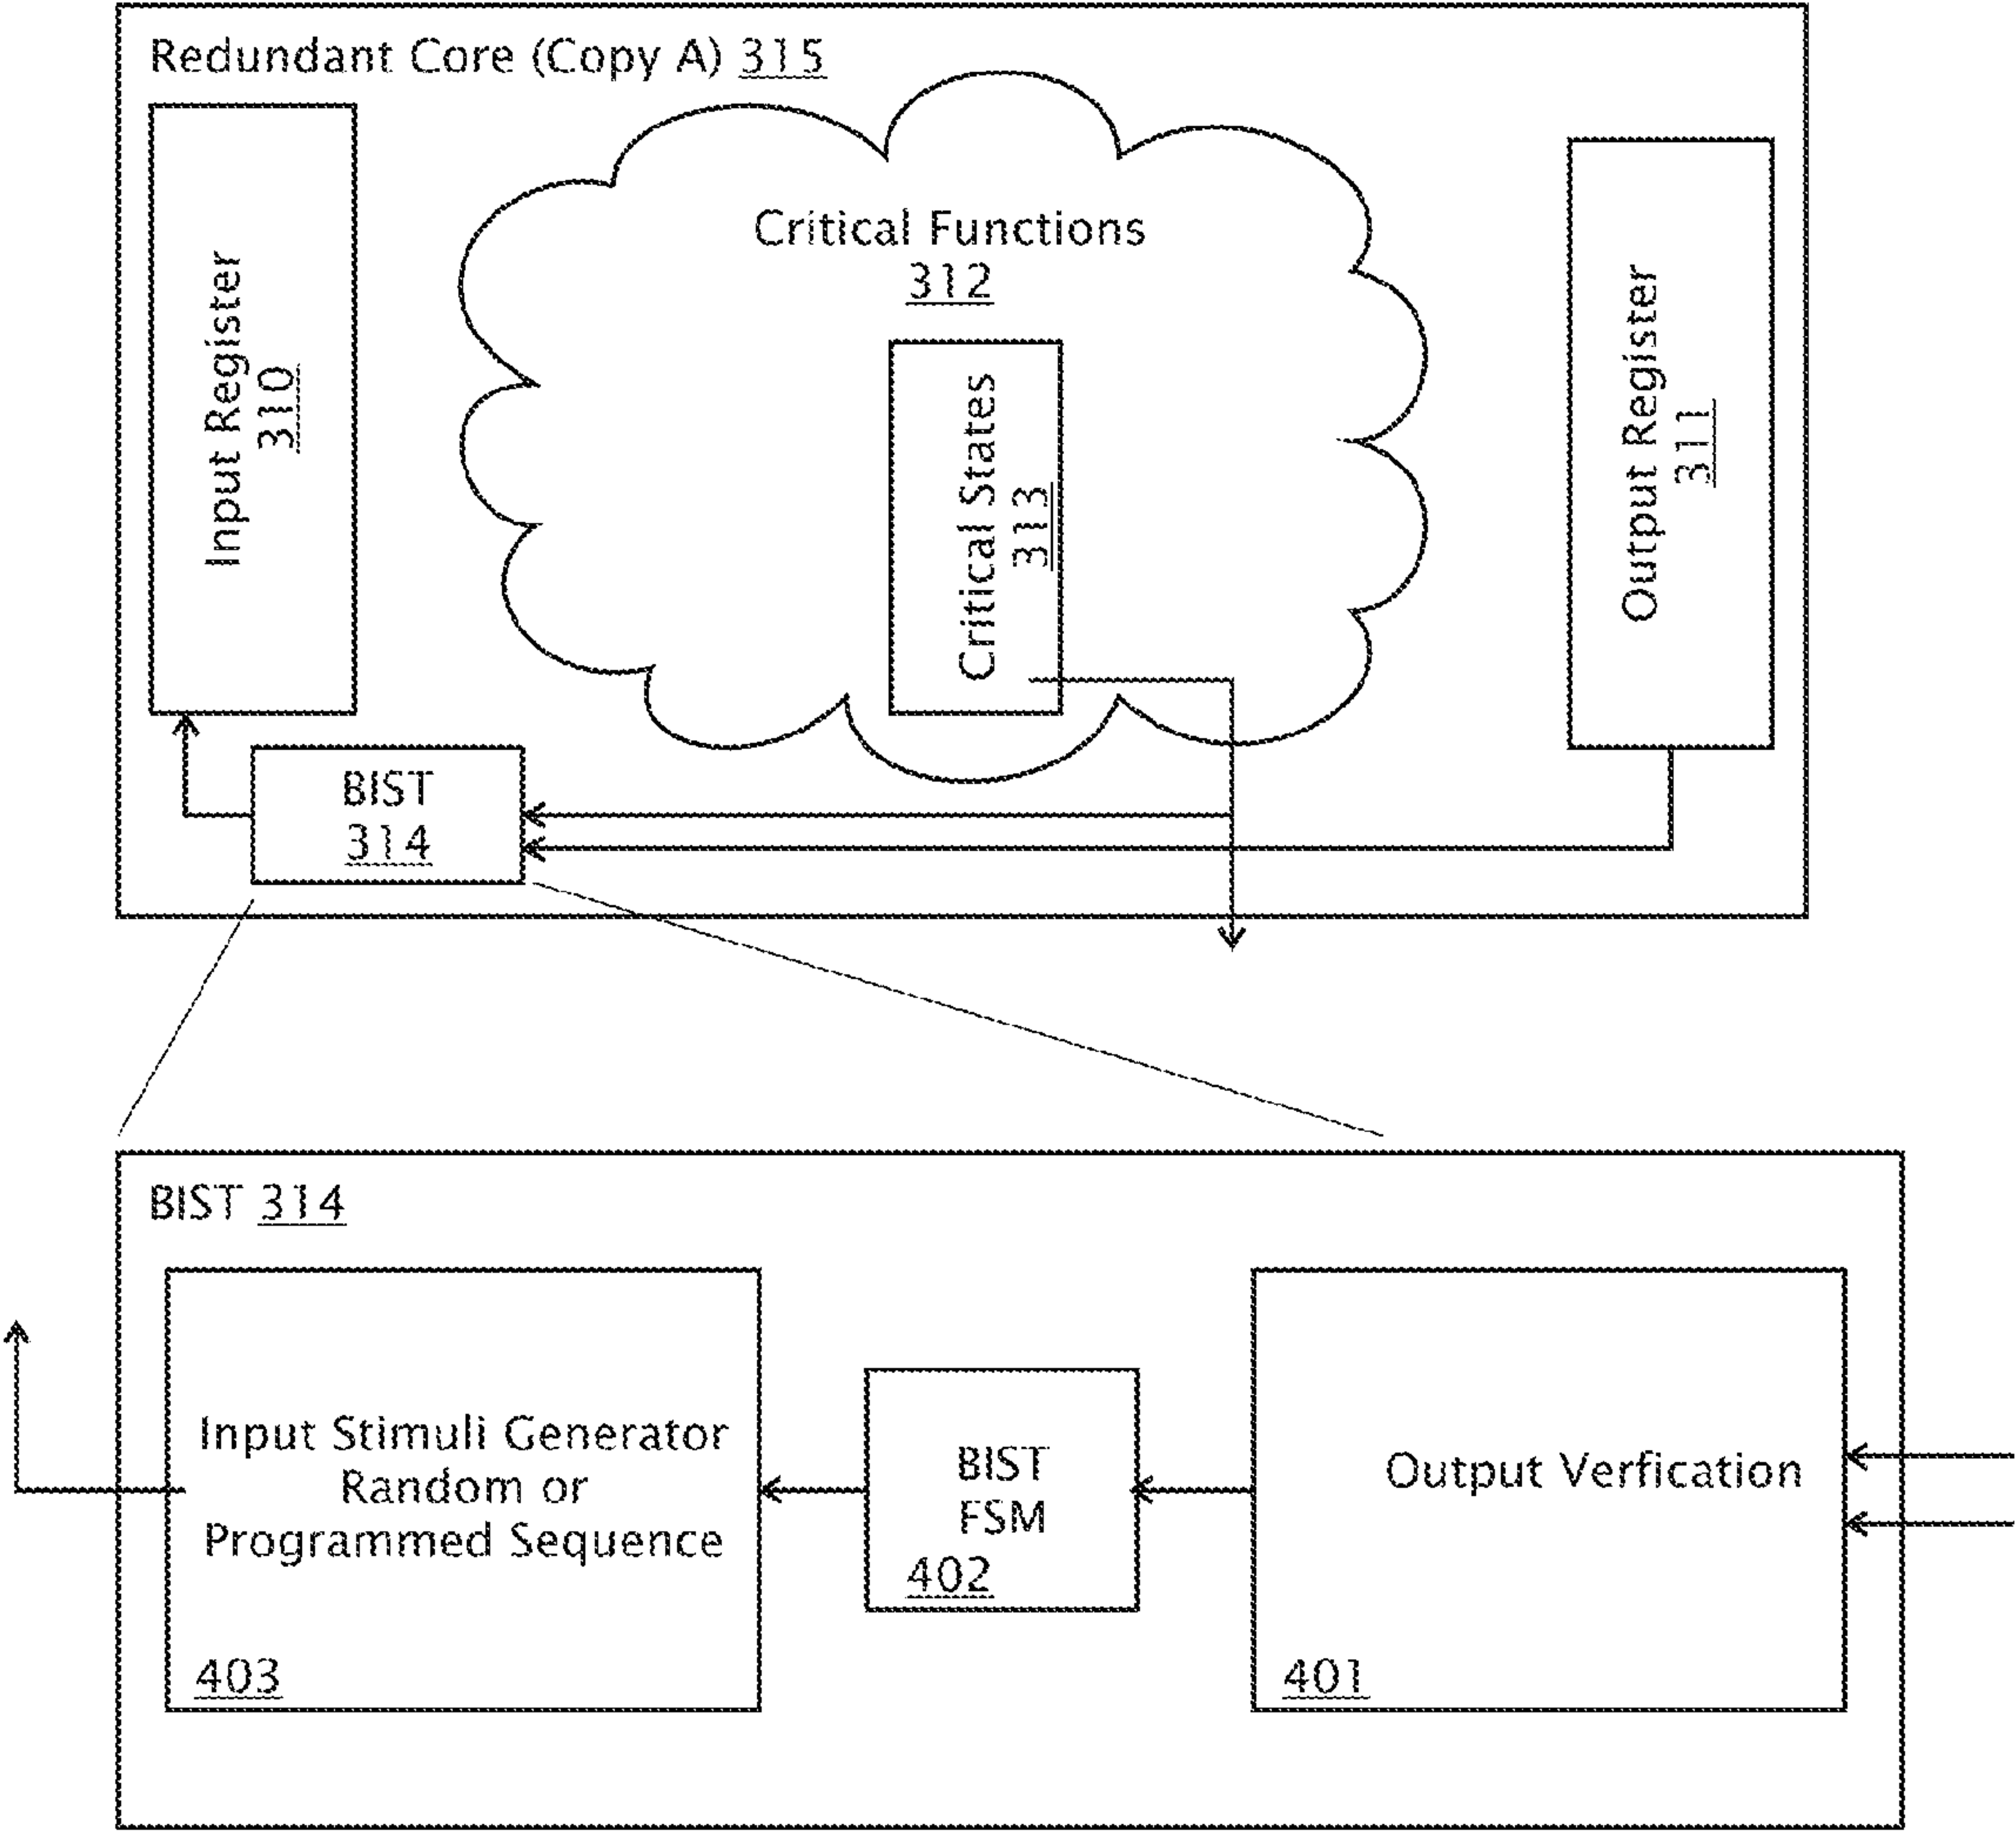 Redundant Core (Copy A) 315
Input Register
310
Critical Functions
312
Critical States
313
Output Register
311
BIST
314
BIST 314
Input Stimuli Generator
Random or
Programmed Sequence
403
BIST
FSM
402
Output Verfication
401